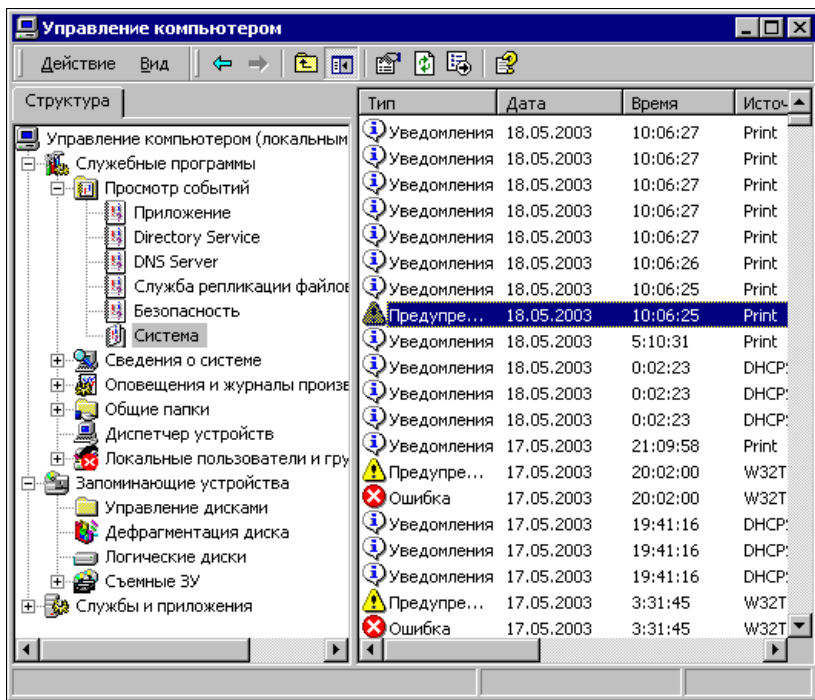 Управление компьютером
Действие Вид
Структура
Управление компьютером (локальным
Служебные программы
Просмотр событий
Приложение
Directory Service
DNS Server
Служба репликации файлов
Безопасность
Система
Сведения о системе
Оповещения и журналы произв
Общие папки
Диспетчер устройств
Локальные пользователи и гру
Запоминающие устройства
Управление дисками
Дефрагментация диска
Логические диски
Съемные ЗУ
Службы и приложения
Тип Дата Время Источ
Уведомления 18.05.2003 10:06:27 Print
Уведомления 18.05.2003 10:06:27 Print
Уведомления 18.05.2003 10:06:27 Print
Уведомления 18.05.2003 10:06:27 Print
Уведомления 18.05.2003 10:06:27 Print
Уведомления 18.05.2003 10:06:26 Print
Уведомления 18.05.2003 10:06:25 Print
Предупре... 18.05.2003 10:06:25 Print
Уведомления 18.05.2003 5:10:31 Print
Уведомления 18.05.2003 0:02:23 DHCPS
Уведомления 18.05.2003 0:02:23 DHCPS
Уведомления 18.05.2003 0:02:23 DHCPS
Уведомления 17.05.2003 21:09:58 Print
Предупре... 17.05.2003 20:02:00 W32T
Ошибка 17.05.2003 20:02:00 W32T
Уведомления 17.05.2003 19:41:16 DHCPS
Уведомления 17.05.2003 19:41:16 DHCPS
Уведомления 17.05.2003 19:41:16 DHCPS
Предупре... 17.05.2003 3:31:45 W32T
Ошибка 17.05.2003 3:31:45 W32T